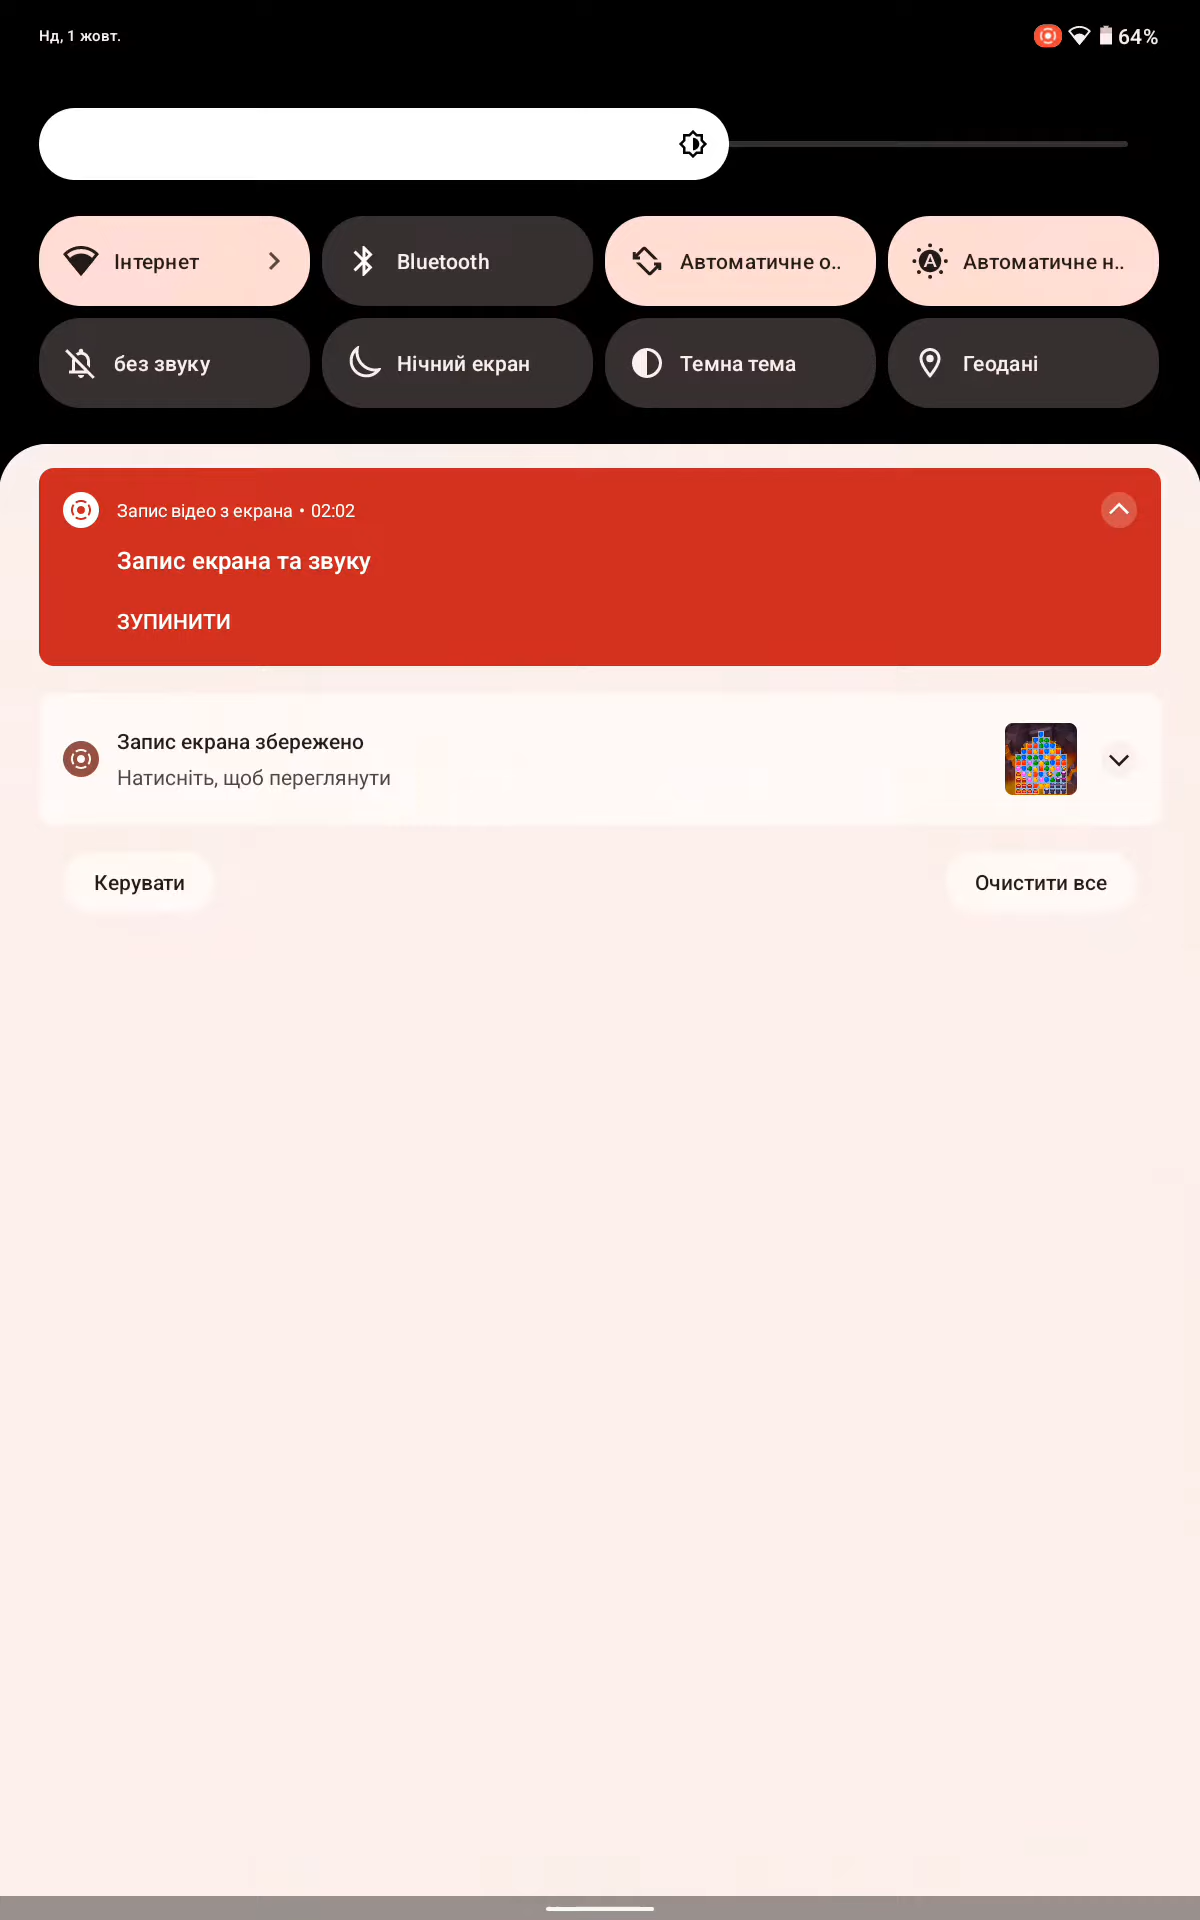 Нд, 1 жовт.
64%
Інтернет
Bluetooth
Автоматичне о..
Автоматичне н..
без звуку
Нічний екран
Темна тема
Геодані
Запис відео з екрана • 02:02
Запис екрана та звуку
ЗУПИНИТИ
Запис екрана збережено
Натисніть, щоб переглянути
Керувати
Очистити все